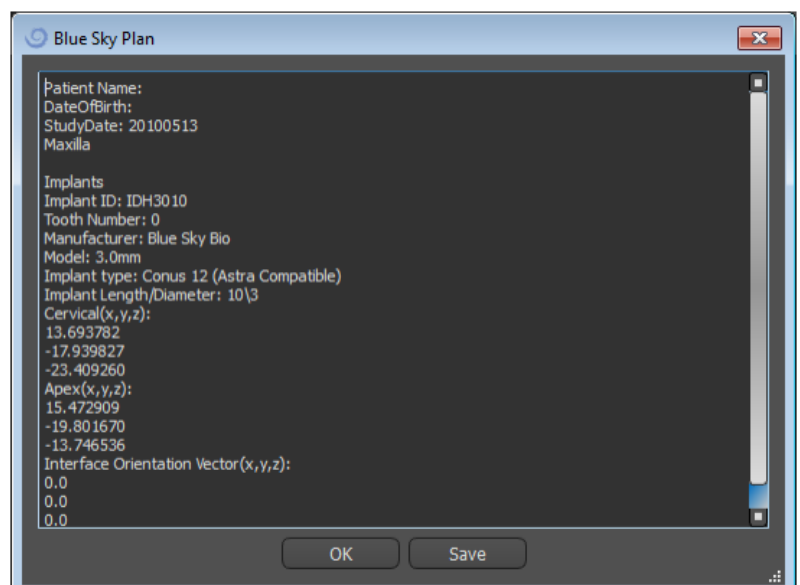 Blue Sky Plan
Patient Name:
DateOfBirth:
StudyDate: 20100513
Maxilla
Implants
Implant ID: IDH3010
Tooth Number: 0
Manufacturer: Blue Sky Bio
Model: 3.0mm
Implant type: Conus 12 (Astra Compatible)
Implant Length/Diameter: 10\3
Cervical(x,y,z):
13.693782
-17.939827
-23.409260
Apex(x,y,z):
15.472909
-19.801670
-13.746536
Interface Orientation Vector(x,y,z):
0.0
0.0
0.0
OK Save